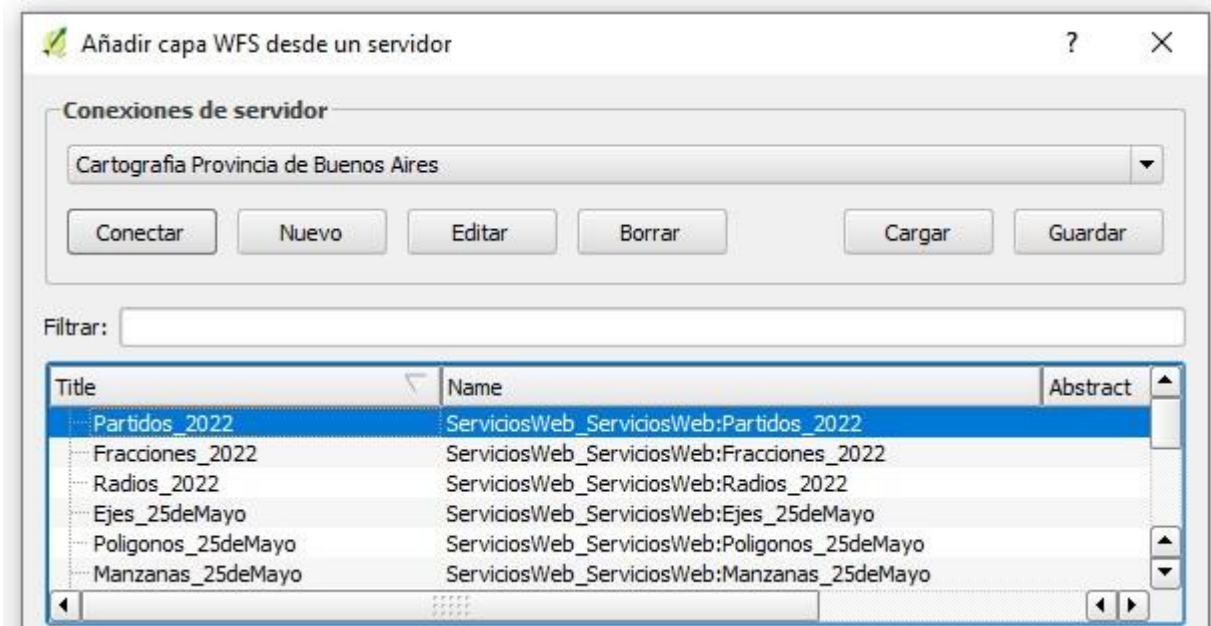 Añadir capa WFS desde un servidor ?
Conexiones de servidor
Cartografia Provincia de Buenos Aires
Conectar Nuevo Editar Borrar Cargar Guardar
Filtrar:
Title Name Abstract
Partidos_2022 ServiciosWeb_ServiciosWeb:Partidos_2022
Fracciones_2022 ServiciosWeb_ServiciosWeb:Fracciones_2022
Radios_2022 ServiciosWeb_ServiciosWeb:Radios_2022
Ejes_25deMayo ServiciosWeb_ServiciosWeb:Ejes_25deMayo
Poligonos_25deMayo ServiciosWeb_ServiciosWeb:Poligonos_25deMayo
Manzanas_25deMayo ServiciosWeb_ServiciosWeb:Manzanas_25deMayo